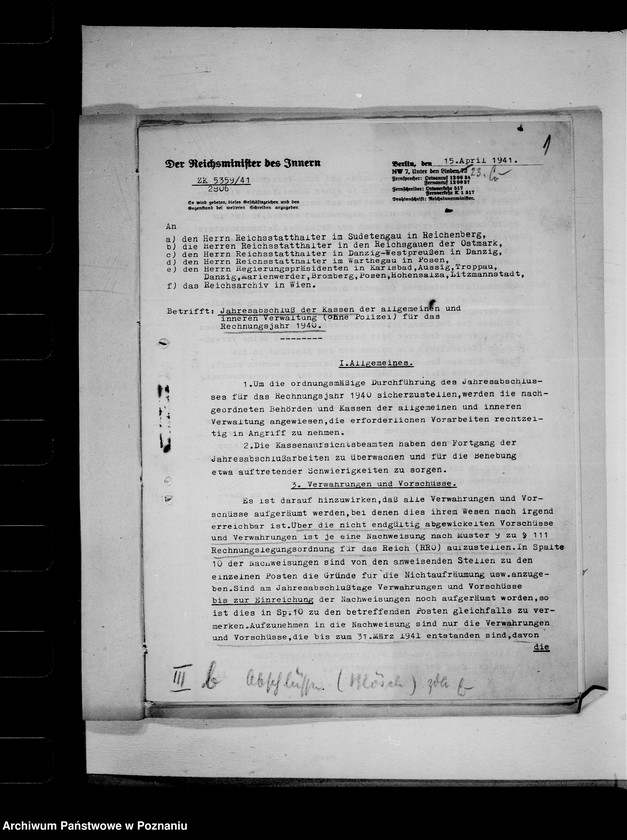 1
Der Reichsminister des Innern
Berlin, den 15.April 1941.
ZK 5359/41
2806
NW 7, Unter den Linden
Es wird gebeten, dieses Geschäftszeichen und den
Gegenstand bei weiteren Schreiben anzugeben.
Fernsprecher:
Fernschreiber:
Drahtanschrift: Reichsinnenminister.
An
a) den Herrn Reichsstatthalter im Sudetengau in Reichenberg,
b) die Herren Reichsstatthalter in den Reichsgauen der Ostmark,
c) den Herrn Reichsstatthalter in Danzig-Westpreußen in Danzig,
d) den Herrn Reichsstatthalter im Warthegau in Posen,
e) den Herren Regierungspräsidenten in Karlsbad,Aussig,Troppau,
Danzig,Marienwerder,Bromberg,Posen,Hohensalza,Litzmannstadt,
f) das Reichsarchiv in Wien.
Betrifft: Jahresabschluß der Kassen der allgemeinen und
inneren Verwaltung (ohne Polizei) für das
Rechnungsjahr 1940.
--------
I.Allgemeines.
1.Um die ordnungsmäßige Durchführung des Jahresabschlus-
ses für das Rechnungsjahr 1940 sicherzustellen,werden die nach-
geordneten Behörden und Kassen der allgemeinen und inneren
Verwaltung angewiesen,die erforderlichen Vorarbeiten rechtzei-
tig in Angriff zu nehmen.
2.Die Kassenaufsichtsbeamten haben den Fortgang der
Jahresabschlußarbeiten zu überwachen und für die Behebung
etwa auftretender Schwierigkeiten zu sorgen.
3. Verwahrungen und Vorschüsse.
Es ist darauf hinzuwirken,daß alle Verwahrungen und Vor-
schüsse aufgeräumt werden,bei denen dies ihrem Wesen nach irgend
erreichbar ist.Über die nicht endgültig abgewickelten Vorschüsse
und Verwahrungen ist je eine Nachweisung nach Muster 9 zu § 111
Rechnungslegungsordnung für das Reich (RRO) aufzustellen.In Spalte
10 der Nachweisungen sind von den anweisenden Stellen zu den
einzelnen Posten die Gründe für die Nichtaufräumung usw.anzuge-
ben.Sind am Jahresabschlußtage Verwahrungen und Vorschüsse
bis zur Einreichung der Nachweisungen noch aufgeräumt worden,so
ist dies in Sp.10 zu den betreffenden Posten gleichfalls zu ver-
merken.Aufzunehmen in die Nachweisung sind nur die Verwahrungen
und Vorschüsse,die bis zum 31.März 1941 entstanden sind,davon
die
III b
Archiwum Państwowe w Poznaniu